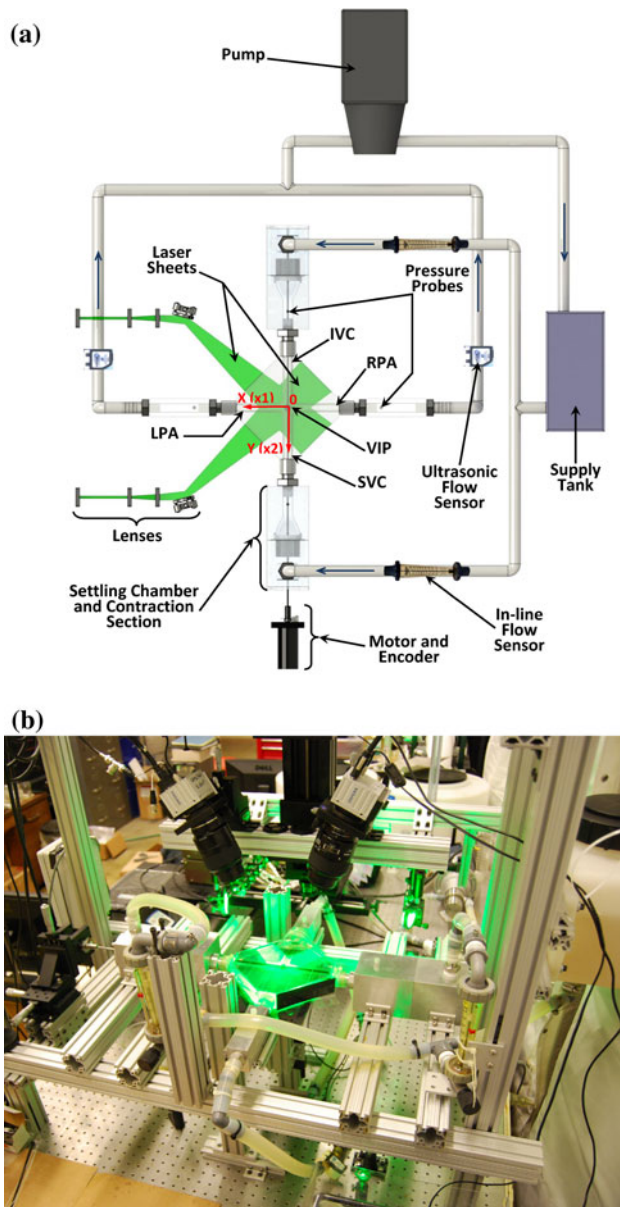 (a)
Pump
Laser
Sheets
Pressure
Probes
IVC
RPA
X (x1)
0
LPA
Y (x2)
VIP
SVC
Ultrasonic
Flow
Sensor
Supply
Tank
Lenses
Settling Chamber
and Contraction
Section
In-line
Flow
Sensor
Motor and
Encoder
(b)
DELL